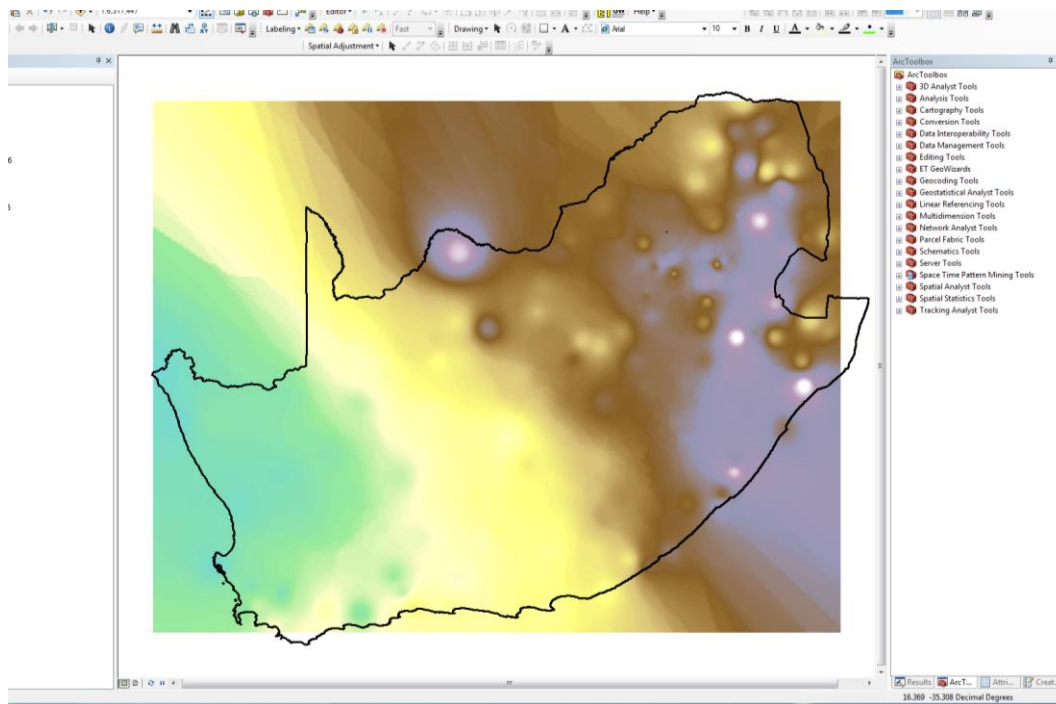 Editor
Help
Labeling
Fast
Drawing
A
Arial
10
B I U A
Spatial Adjustment
ArcToolbox
ArcToolbox
3D Analyst Tools
Analysis Tools
Cartography Tools
Conversion Tools
Data Interoperability Tools
Data Management Tools
Editing Tools
ET GeoWizards
Geocoding Tools
Geostatistical Analyst Tools
Linear Referencing Tools
Multidimension Tools
Network Analyst Tools
Parcel Fabric Tools
Schematics Tools
Server Tools
Space Time Pattern Mining Tools
Spatial Analyst Tools
Spatial Statistics Tools
Tracking Analyst Tools
6
Results ArcT... Attri... Creat.
16.369 -35.308 Decimal Degrees